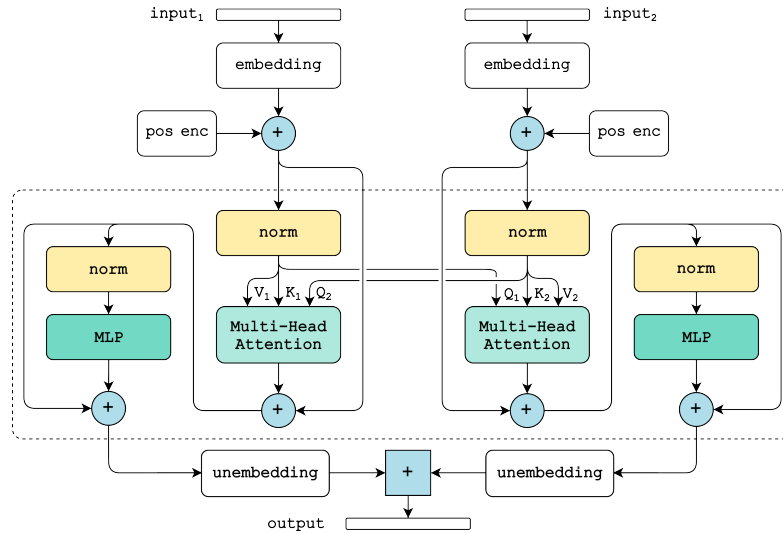 input₁
input₂
embedding
embedding
pos enc
+
+
pos enc
norm
norm
norm
norm
V₁ K₁ Q₂
Q₁ K₂ V₂
MLP
Multi-Head
Attention
Multi-Head
Attention
MLP
+
+
+
+
unembedding
+
unembedding
output